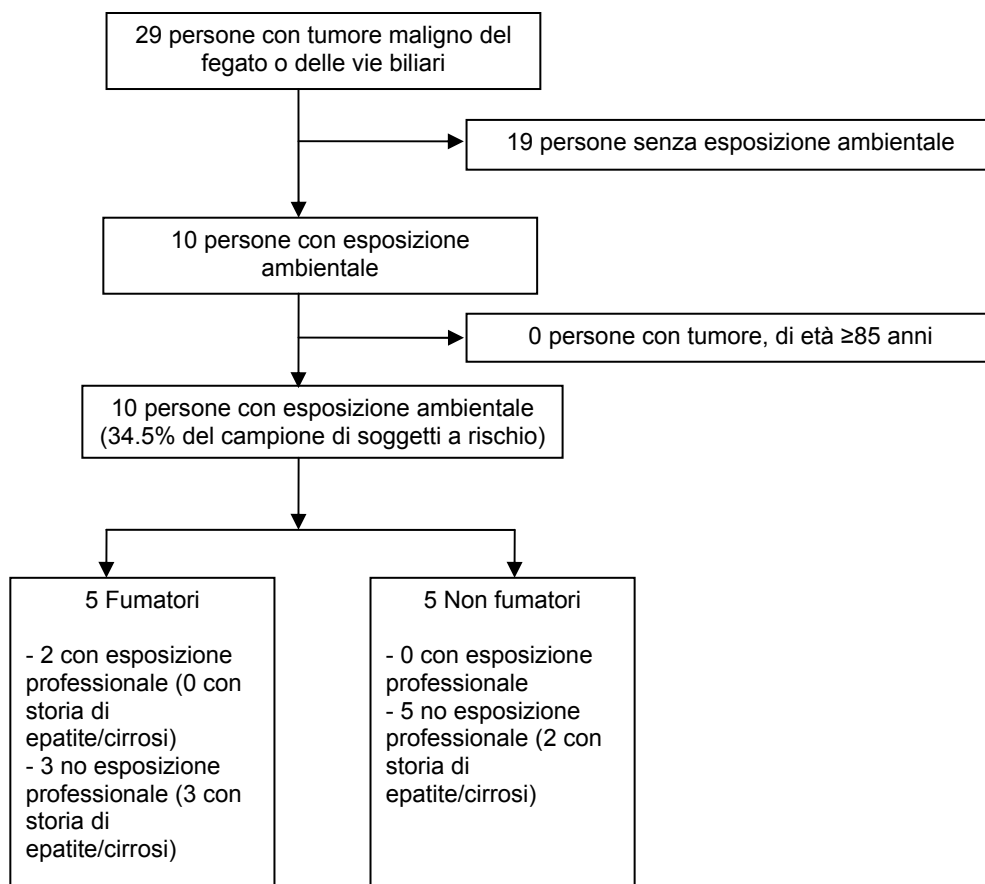 29 persone con tumore maligno del
fegato o delle vie biliari
19 persone senza esposizione ambientale
10 persone con esposizione
ambientale
0 persone con tumore, di età ≥85 anni
10 persone con esposizione ambientale
(34.5% del campione di soggetti a rischio)
5 Fumatori
- 2 con esposizione
professionale (0 con
storia di
epatite/cirrosi)
- 3 no esposizione
professionale (3 con
storia di
epatite/cirrosi)
5 Non fumatori
- 0 con esposizione
professionale
- 5 no esposizione
professionale (2 con
storia di
epatite/cirrosi)